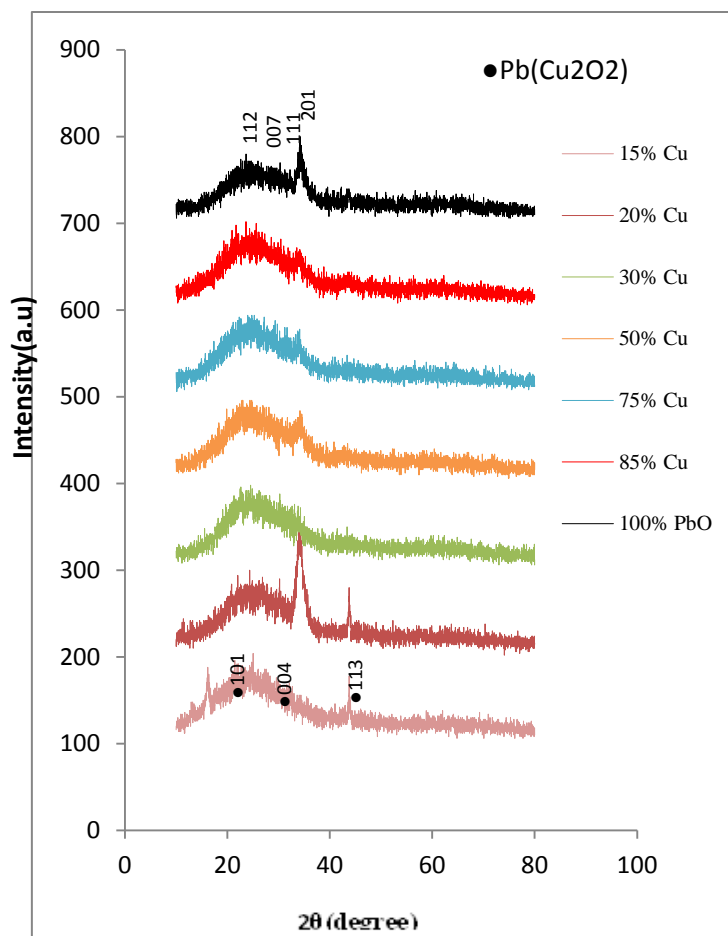 900
800
700
600
500
400
300
200
100
0
Intensity(a.u)
0
20
40
60
80
100
2θ (degree)
●Pb(Cu2O2)
112
007
111
201
101
004
113
15% Cu
20% Cu
30% Cu
50% Cu
75% Cu
85% Cu
100% PbO